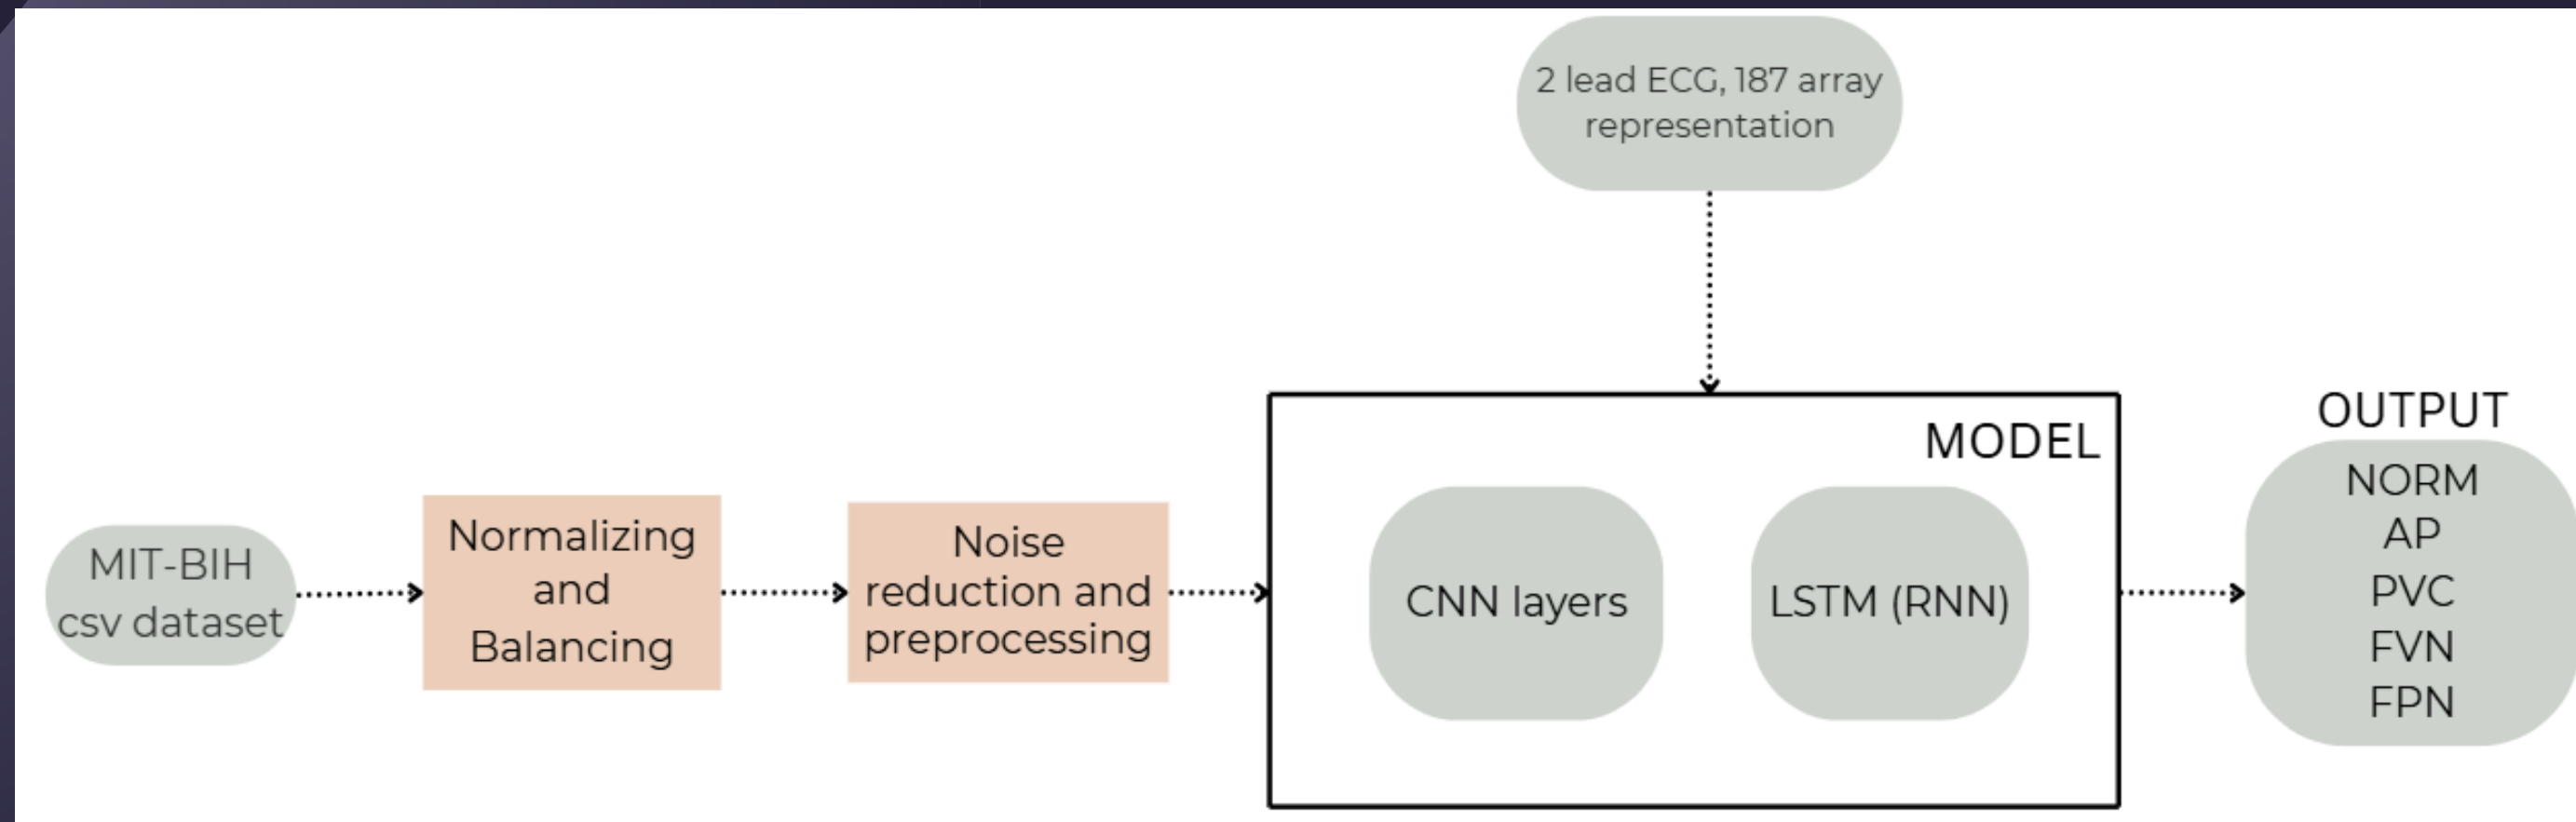 2 lead ECG, 187 array
representation
MIT-BIH
csv dataset
Normalizing
and
Balancing
Noise
reduction and
preprocessing
MODEL
CNN layers
LSTM (RNN)
OUTPUT
NORM
AP
PVC
FVN
FPN